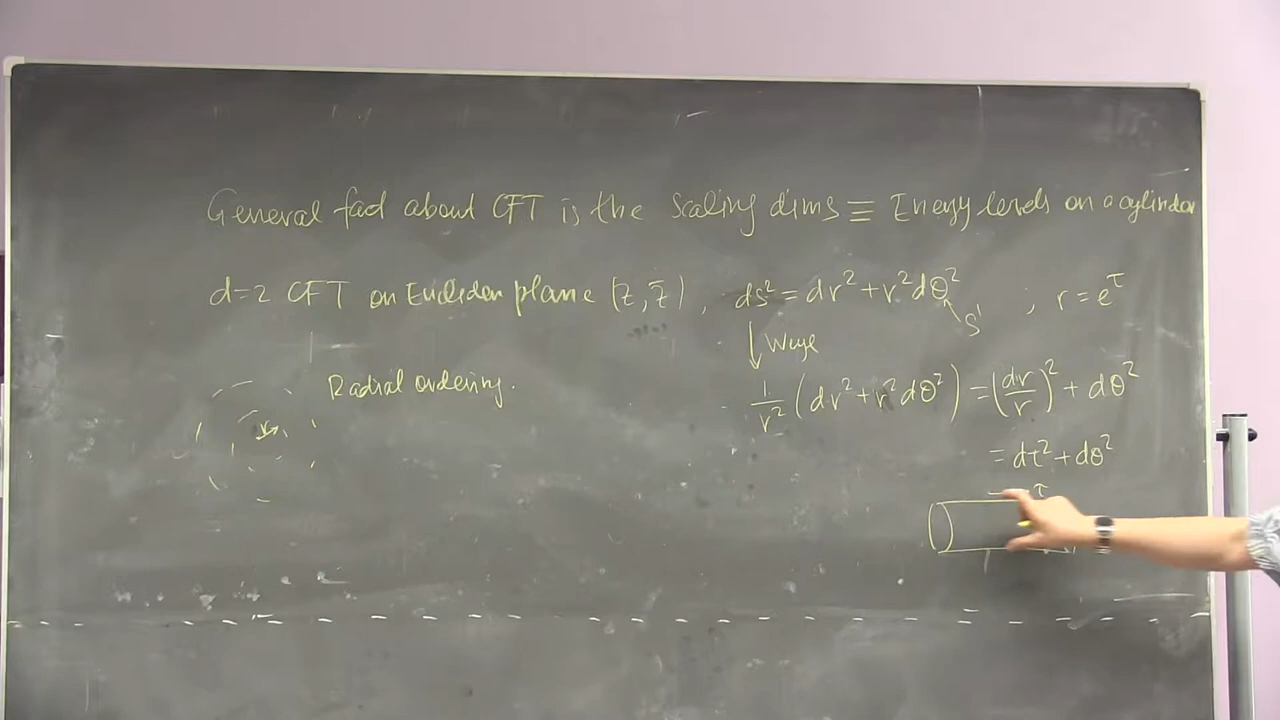 General fact about CFT is the scaling dims ≡ Energy levels on a cylinder
d=2 CFT on Euclidean plane (z, z̄), ds² = dr² + r²dθ² ; r = e^τ
S¹
↓ Weyl
Radial ordering.
1/r² (dr² + r²dθ²) = (dr/r)² + dθ²
= dτ² + dθ²
τ